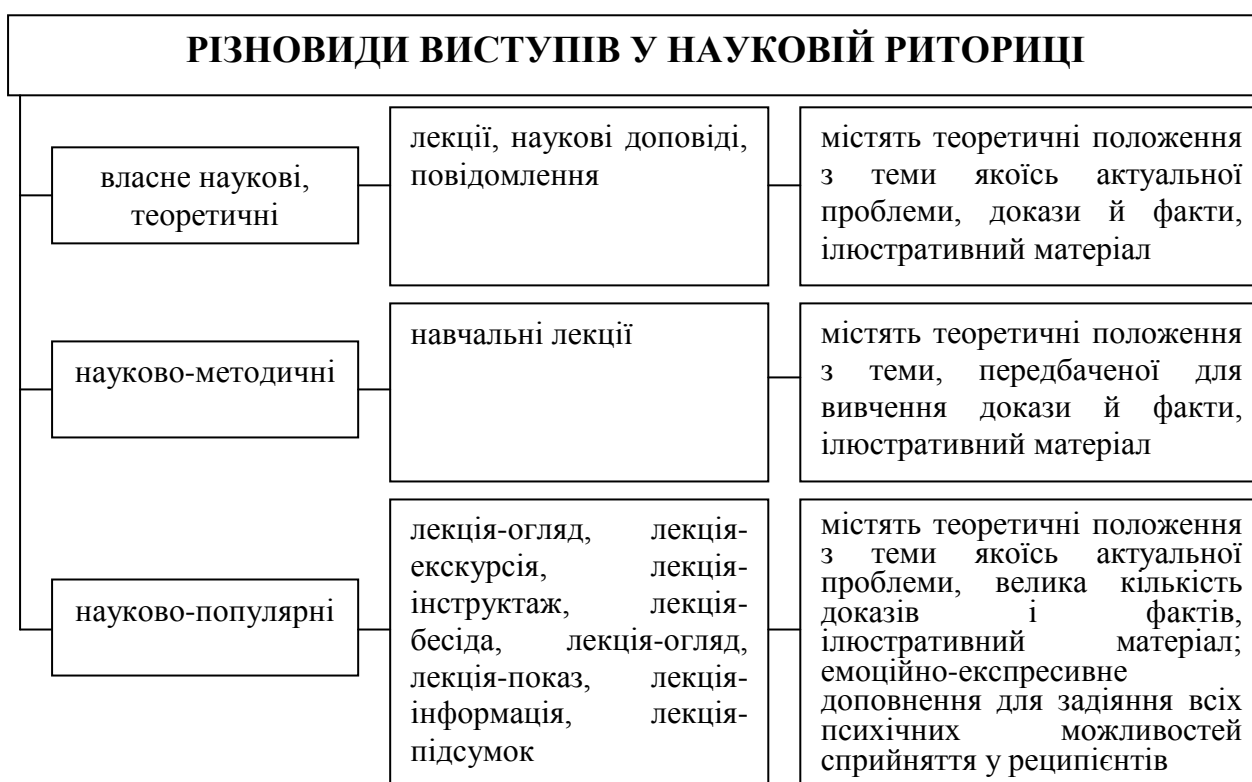 РІЗНОВИДИ ВИСТУПІВ У НАУКОВІЙ РИТОРИЦІ
власне наукові,
теоретичні
лекції, наукові доповіді,
повідомлення
містять теоретичні положення
з теми якоїсь актуальної
проблеми, докази й факти,
ілюстративний матеріал
науково-методичні
навчальні лекції
містять теоретичні положення
з теми, передбаченої для
вивчення докази й факти,
ілюстративний матеріал
науково-популярні
лекція-огляд, лекція-
екскурсія, лекція-
інструктаж, лекція-
бесіда, лекція-огляд,
лекція-показ, лекція-
інформація, лекція-
підсумок
містять теоретичні положення
з теми якоїсь актуальної
проблеми, велика кількість
доказів і фактів,
ілюстративний матеріал;
емоційно-експресивне
доповнення для задіяння всіх
психічних можливостей
сприйняття у реципієнтів